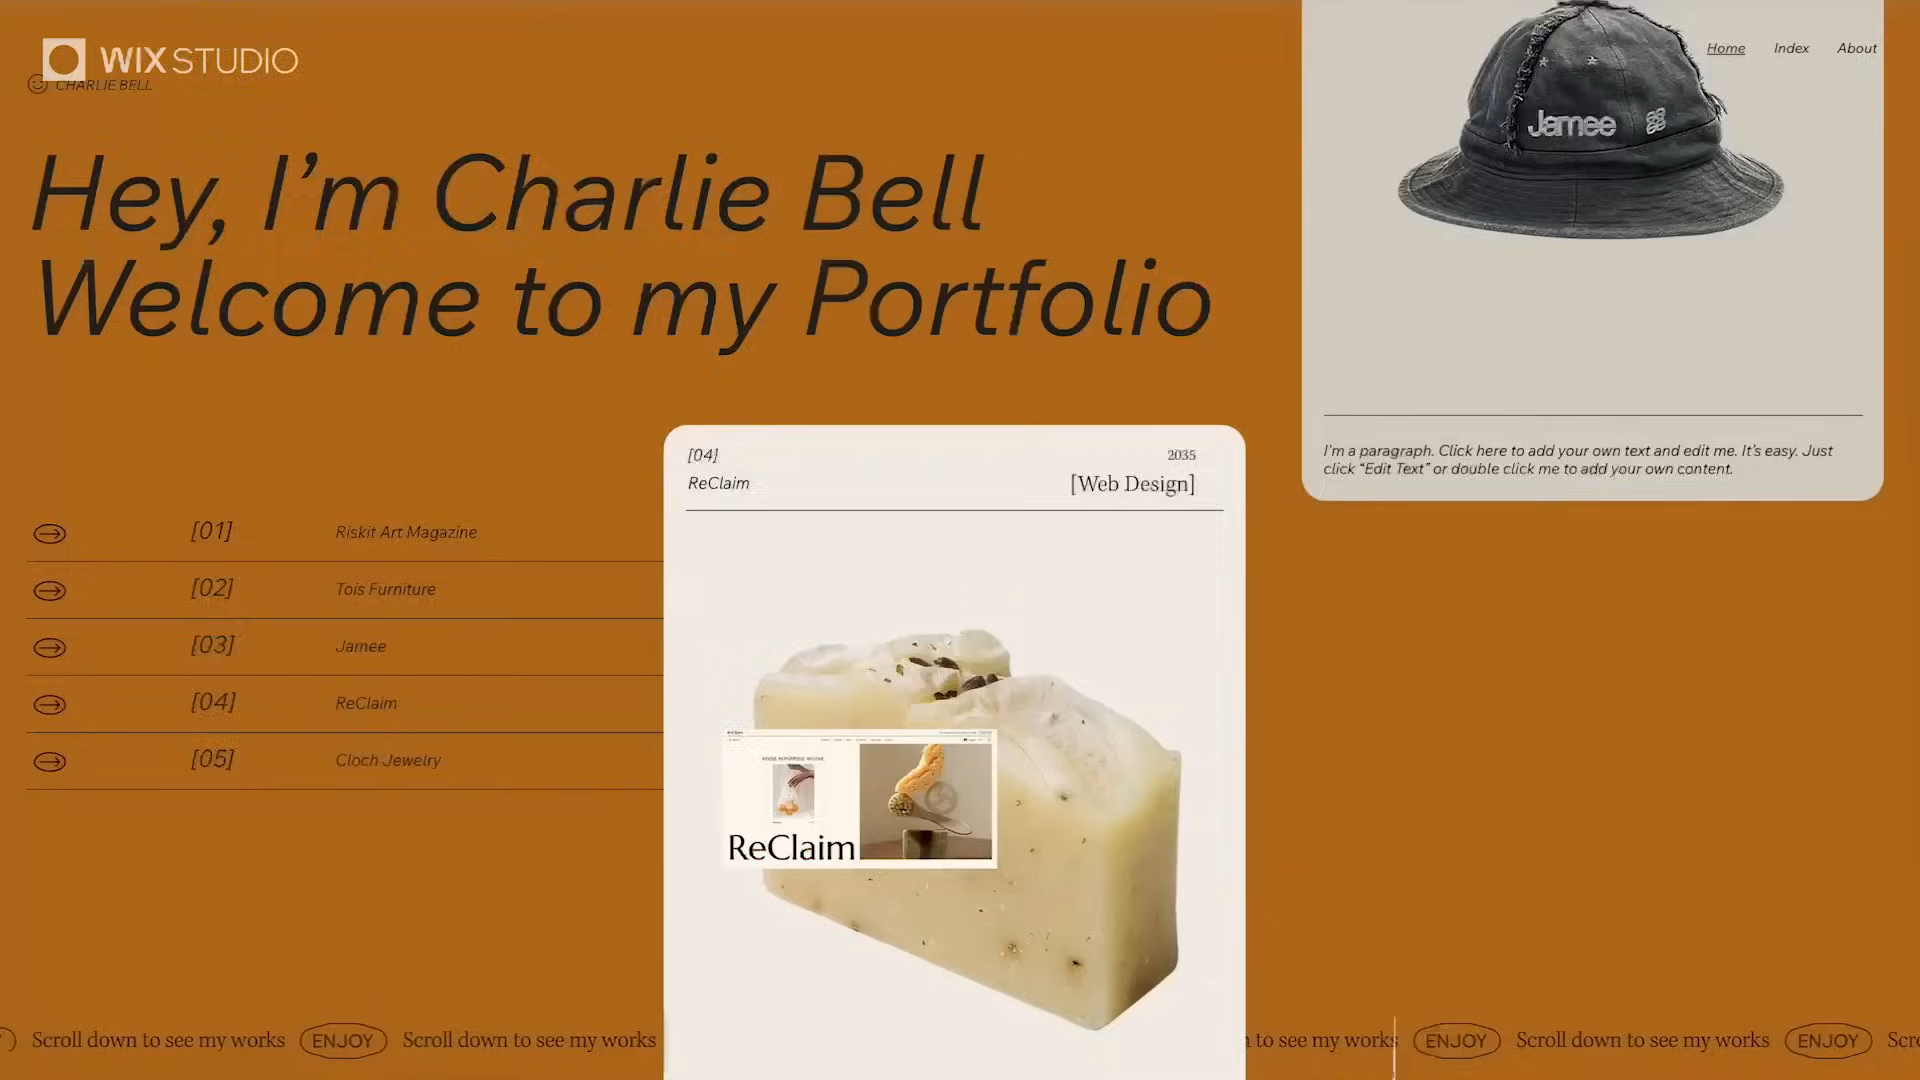 WIX STUDIO
CHARLIE BELL
Home Index About
Hey, I'm Charlie Bell
Welcome to my Portfolio
Jamee
I'm a paragraph. Click here to add your own text and edit me. It's easy. Just
click "Edit Text" or double click me to add your own content.
[04] 2035
ReClaim [Web Design]
[01] Riskit Art Magazine
[02] Tois Furniture
[03] Jamee
[04] ReClaim
[05] Cloch Jewelry
ReClaim
Scroll down to see my works ENJOY Scroll down to see my works to see my works ENJOY Scroll down to see my works ENJOY